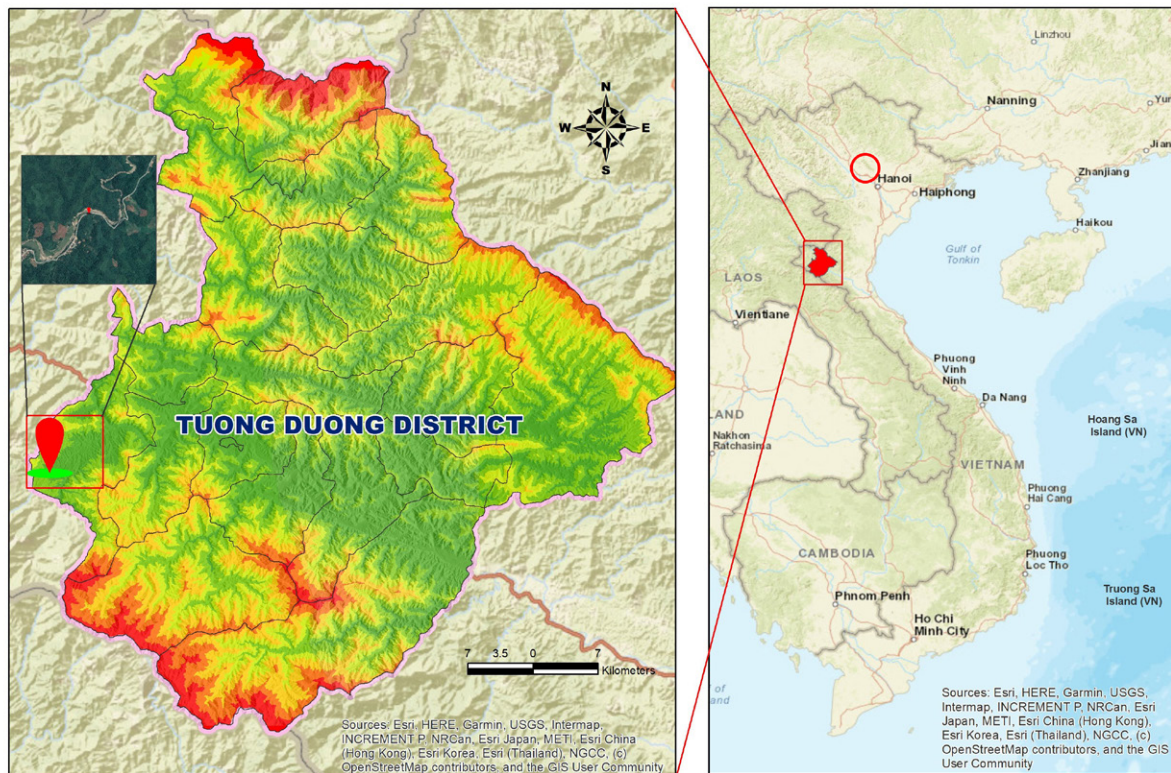 N
W E
S
TUONG DUONG DISTRICT
7 3.5 0 7
Kilometers
Sources: Esri, HERE, Garmin, USGS, Intermap,
INCREMENT P, NRCan, Esri Japan, METI, Esri China
(Hong Kong), Esri Korea, Esri (Thailand), NGCC, (c)
OpenStreetMap contributors, and the GIS User Community
Linzhou
Nanning
Yun
Jian
Zhanjiang
Hanoi
Haiphong
Haikou
Gulf of
Tonkin
LAOS
Vientiane
Phuong
Vinh
Ninh
Da Nang
Hoang Sa
Island (VN)
LAND
Nakhon
Ratchasima
VIETNAM
Phuong
Hai Cang
CAMBODIA
Phuong
Loc Tho
Truong Sa
Island (VN)
Phnom Penh
Ho Chi
Minh City
of
land
Sources: Esri, HERE, Garmin, USGS,
Intermap, INCREMENT P, NRCan, Esri
Japan, METI, Esri China (Hong Kong),
Esri Korea, Esri (Thailand), NGCC, (c)
OpenStreetMap contributors, and the GIS
User Community